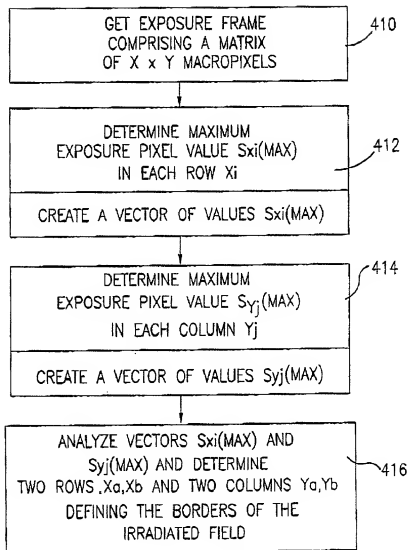 GET EXPOSURE FRAME
COMPRISING A MATRIX
OF X x Y MACROPIXELS
410
DETERMINE MAXIMUM
EXPOSURE PIXEL VALUE Sxi(MAX)
IN EACH ROW Xi
412
CREATE A VECTOR OF VALUES Sxi(MAX)
DETERMINE MAXIMUM
EXPOSURE PIXEL VALUE SYj(MAX)
IN EACH COLUMN Yj
414
CREATE A VECTOR OF VALUES Syj(MAX)
ANALYZE VECTORS Sxi(MAX) AND
Syj(MAX) AND DETERMINE
TWO ROWS .Xa,Xb AND TWO COLUMNS Ya,Yb
DEFINING THE BORDERS OF THE
IRRADIATED FIELD
416